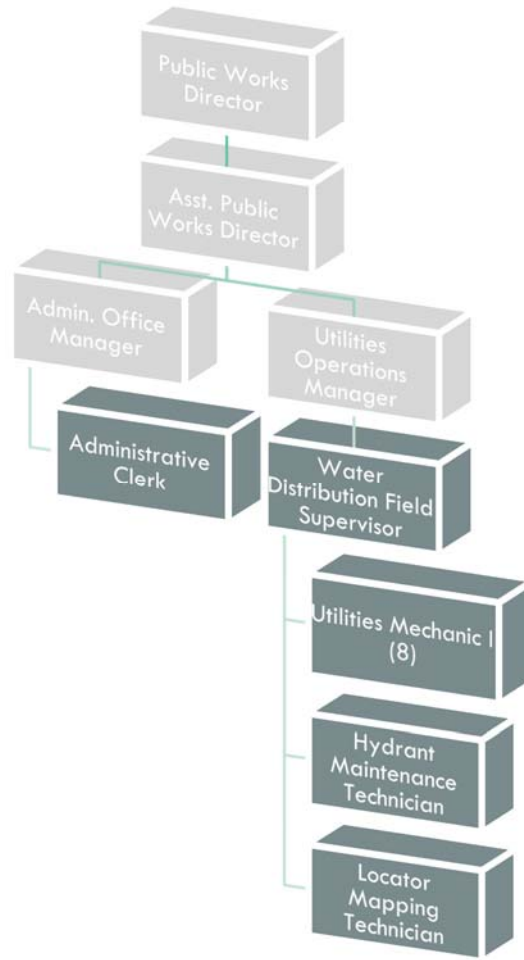 Public Works
Director
Asst. Public
Works Director
Admin. Office
Manager
Utilities
Operations
Manager
Administrative
Clerk
Water
Distribution Field
Supervisor
Utilities Mechanic I
(8)
Hydrant
Maintenance
Technician
Locator
Mapping
Technician